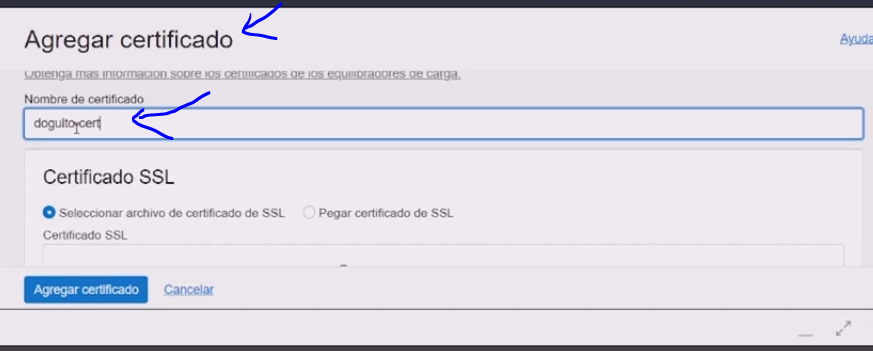 Agregar certificado
Ayuda
Obtenga más información sobre los certificados de los equilibradores de carga.
Nombre de certificado
doguito-cert
Certificado SSL
Seleccionar archivo de certificado de SSL Pegar certificado de SSL
Certificado SSL
Agregar certificado Cancelar